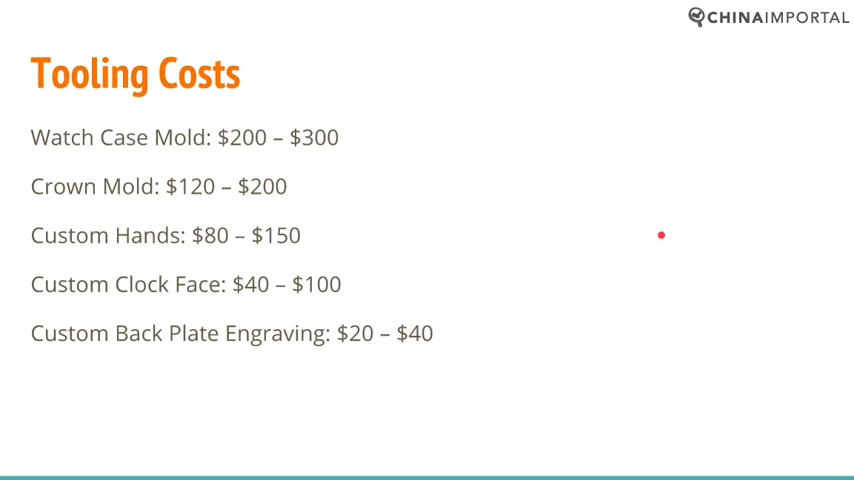 CHINAIMPORTAL
Tooling Costs
Watch Case Mold: $200 – $300
Crown Mold: $120 – $200
Custom Hands: $80 – $150
Custom Clock Face: $40 – $100
Custom Back Plate Engraving: $20 – $40